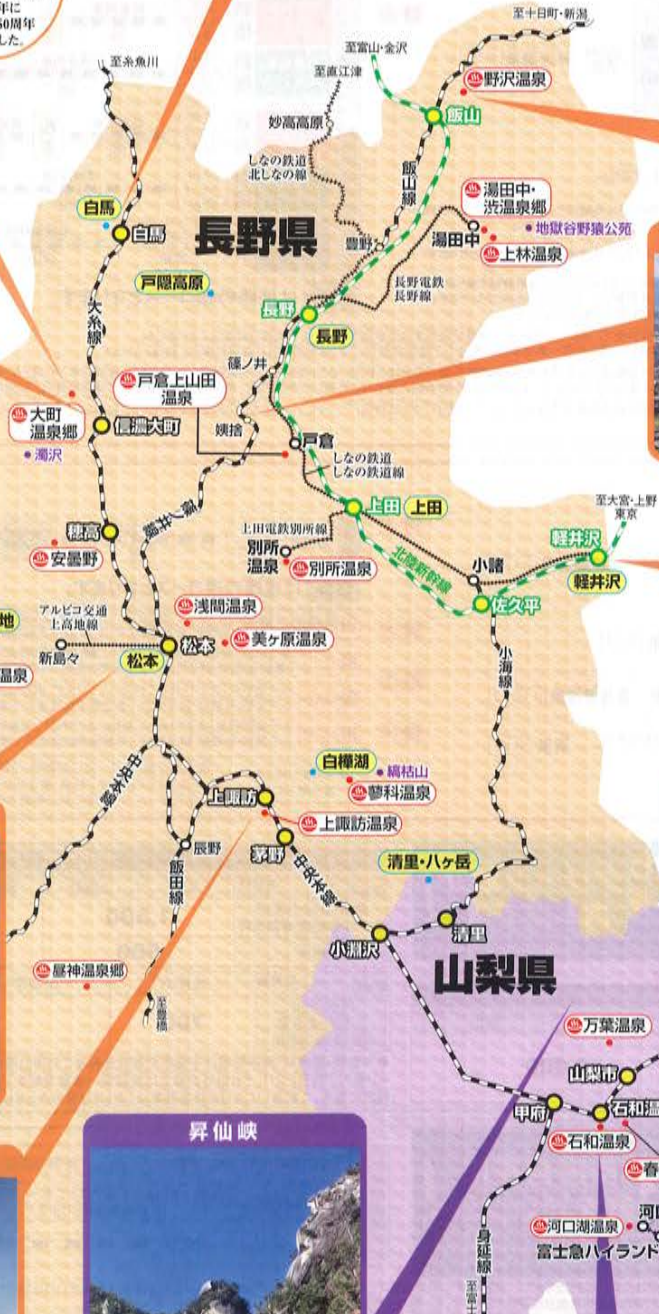 年に
60周年
した。
至十日町・新潟
至富山・金沢
至糸魚川
至直江津
野沢温泉
飯山
妙高高原
飯山線
しなの鉄道
北しなの線
白馬
白馬
湯田中・
渋温泉郷
長野県
地獄谷野猿公苑
豊野
湯田中
上林温泉
戸隠高原
長野電鉄
長野線
大糸線
長野
長野
篠ノ井
戸倉上山田
温泉
大町
温泉郷
信濃大町
姨捨
戸倉
濁沢
しなの鉄道
しなの鉄道線
篠ノ井線
上田
上田
至大宮・上野
東京
穂高
上田電鉄別所線
軽井沢
安曇野
別所
温泉
別所温泉
北陸新幹線
小諸
軽井沢
佐久平
浅間温泉
アルピコ交通
上高地線
地
松本
美ヶ原温泉
新島々
松本
小海線
温泉
白樺湖
縞枯山
中央本線
蓼科温泉
上諏訪
上諏訪温泉
辰野
茅野
清里・八ヶ岳
飯田線
中央本線
清里
小淵沢
山梨県
昼神温泉郷
至豊橋
万葉温泉
山梨市
甲府
石和温
昇仙峡
石和温泉
春
河口湖温泉
河口
富士急ハイランド
身延線
至富士